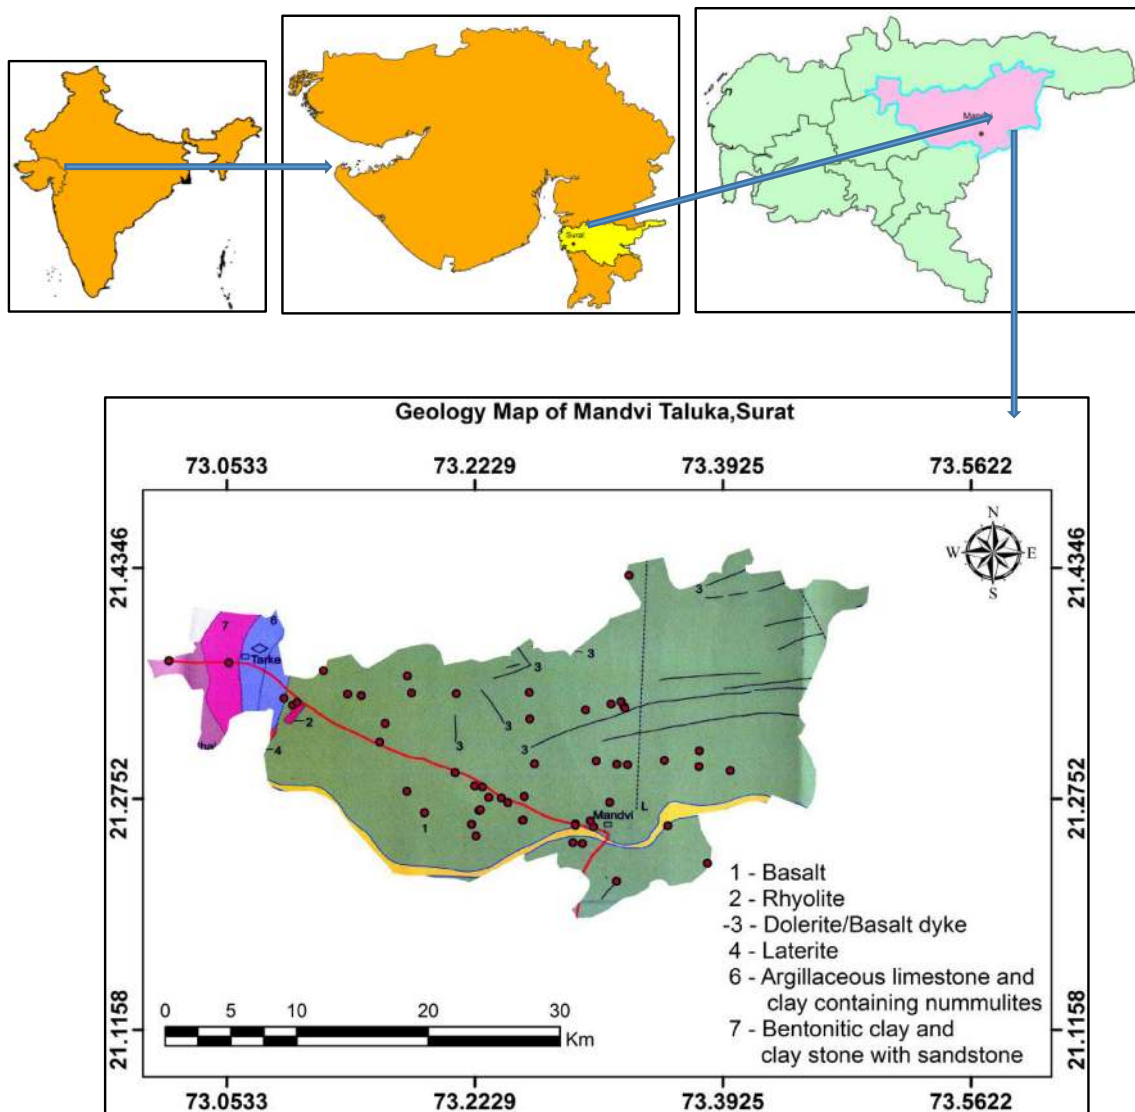 Surat
Geology Map of Mandvi Taluka,Surat
73.0533 73.2229 73.3925 73.5622
21.4346 21.4346
N
W E
S
3
7 6
Tarke
3
3
2
3
3
3
4
21.2752 21.2752
L
Mandvi
1
1 - Basalt
2 - Rhyolite
-3 - Dolerite/Basalt dyke
4 - Laterite
6 - Argillaceous limestone and
clay containing nummulites
7 - Bentonitic clay and
clay stone with sandstone
0 5 10 20 30
Km
21.1158 21.1158
73.0533 73.2229 73.3925 73.5622